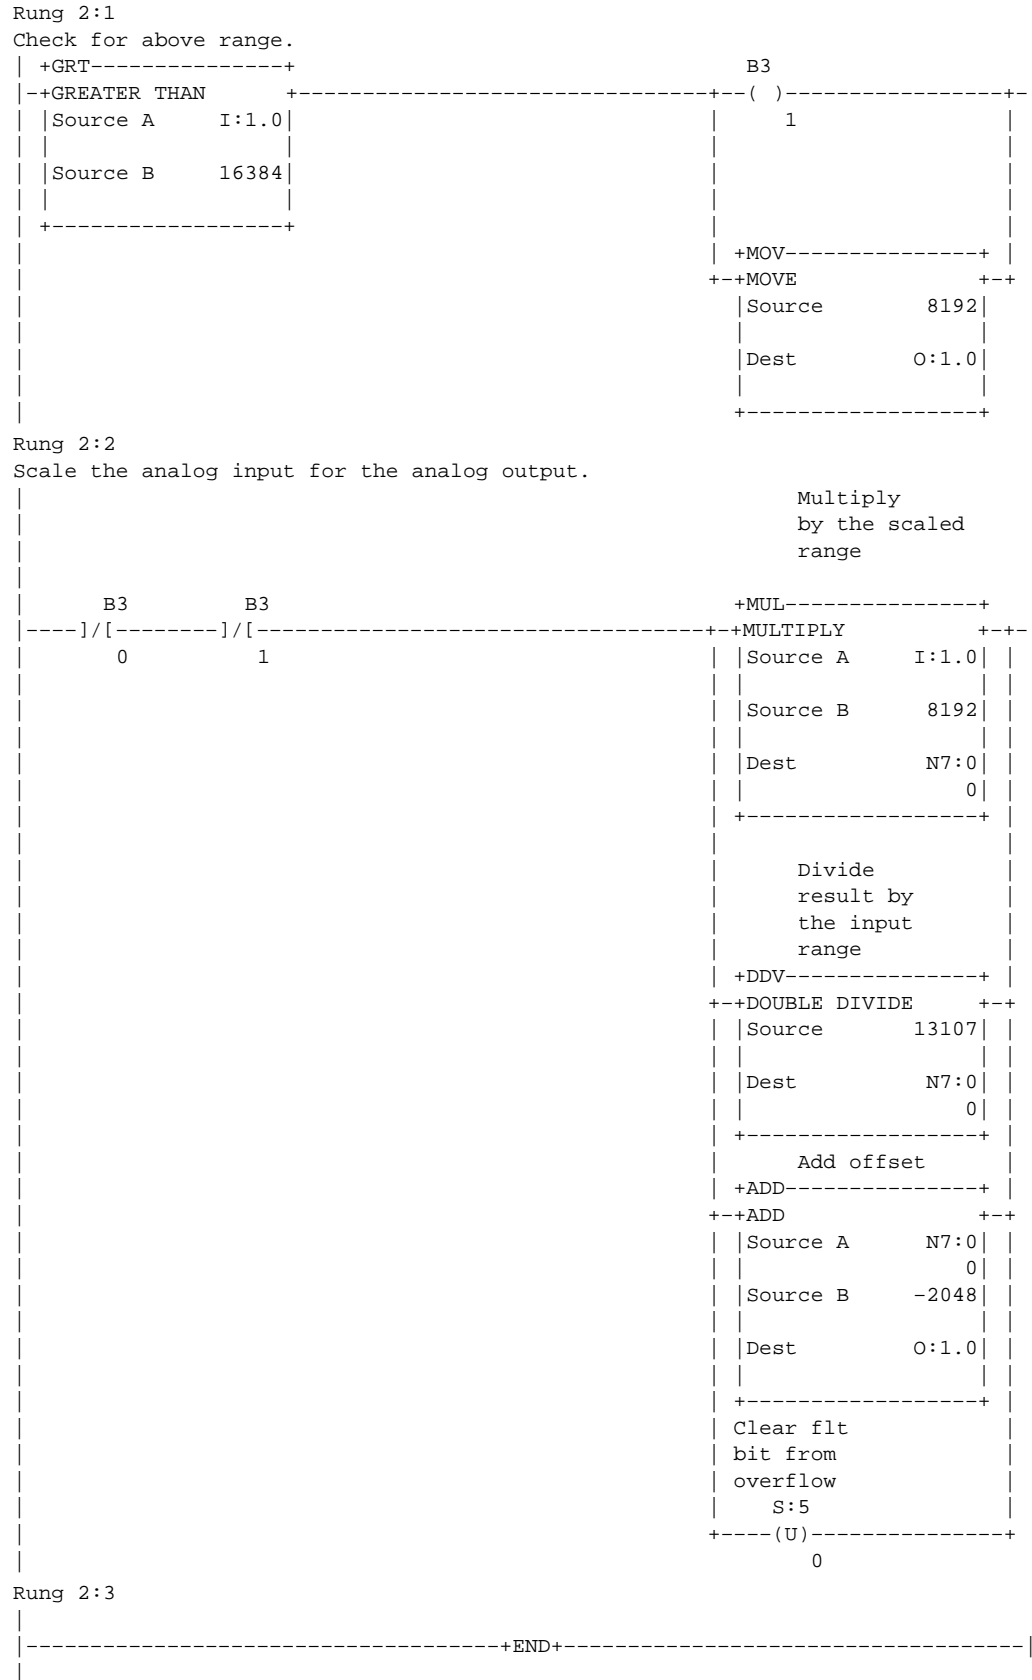 Rung 2:1
Check for above range.
| +GRT---------------+ B3
|-+GREATER THAN +--------------------------------+--( )-----------------+-
| |Source A I:1.0| | 1 |
| | | | |
| |Source B 16384| | |
| | | | |
| +------------------+ | |
| | +MOV---------------+ |
| +-+MOVE +-+
| |Source 8192|
| | |
| |Dest O:1.0|
| | |
| +------------------+
Rung 2:2
Scale the analog input for the analog output.
| Multiply
| by the scaled
| range
|
| B3 B3 +MUL---------------+
|----]/[--------]/[-----------------------------------+-+MULTIPLY +-+-
| 0 1 | |Source A I:1.0| |
| | | | |
| | |Source B 8192| |
| | | | |
| | |Dest N7:0| |
| | | 0| |
| | +------------------+ |
| | |
| | Divide |
| | result by |
| | the input |
| | range |
| | +DDV---------------+ |
| +-+DOUBLE DIVIDE +-+
| | |Source 13107| |
| | | | |
| | |Dest N7:0| |
| | | 0| |
| | +------------------+ |
| | Add offset |
| | +ADD---------------+ |
| +-+ADD +-+
| | |Source A N7:0| |
| | | 0| |
| | |Source B -2048| |
| | | | |
| | |Dest O:1.0| |
| | | | |
| | +------------------+ |
| | Clear flt |
| | bit from |
| | overflow |
| | S:5 |
| +----(U)---------------+
| 0
Rung 2:3
|
|-------------------------------------+END+------------------------------------|
|